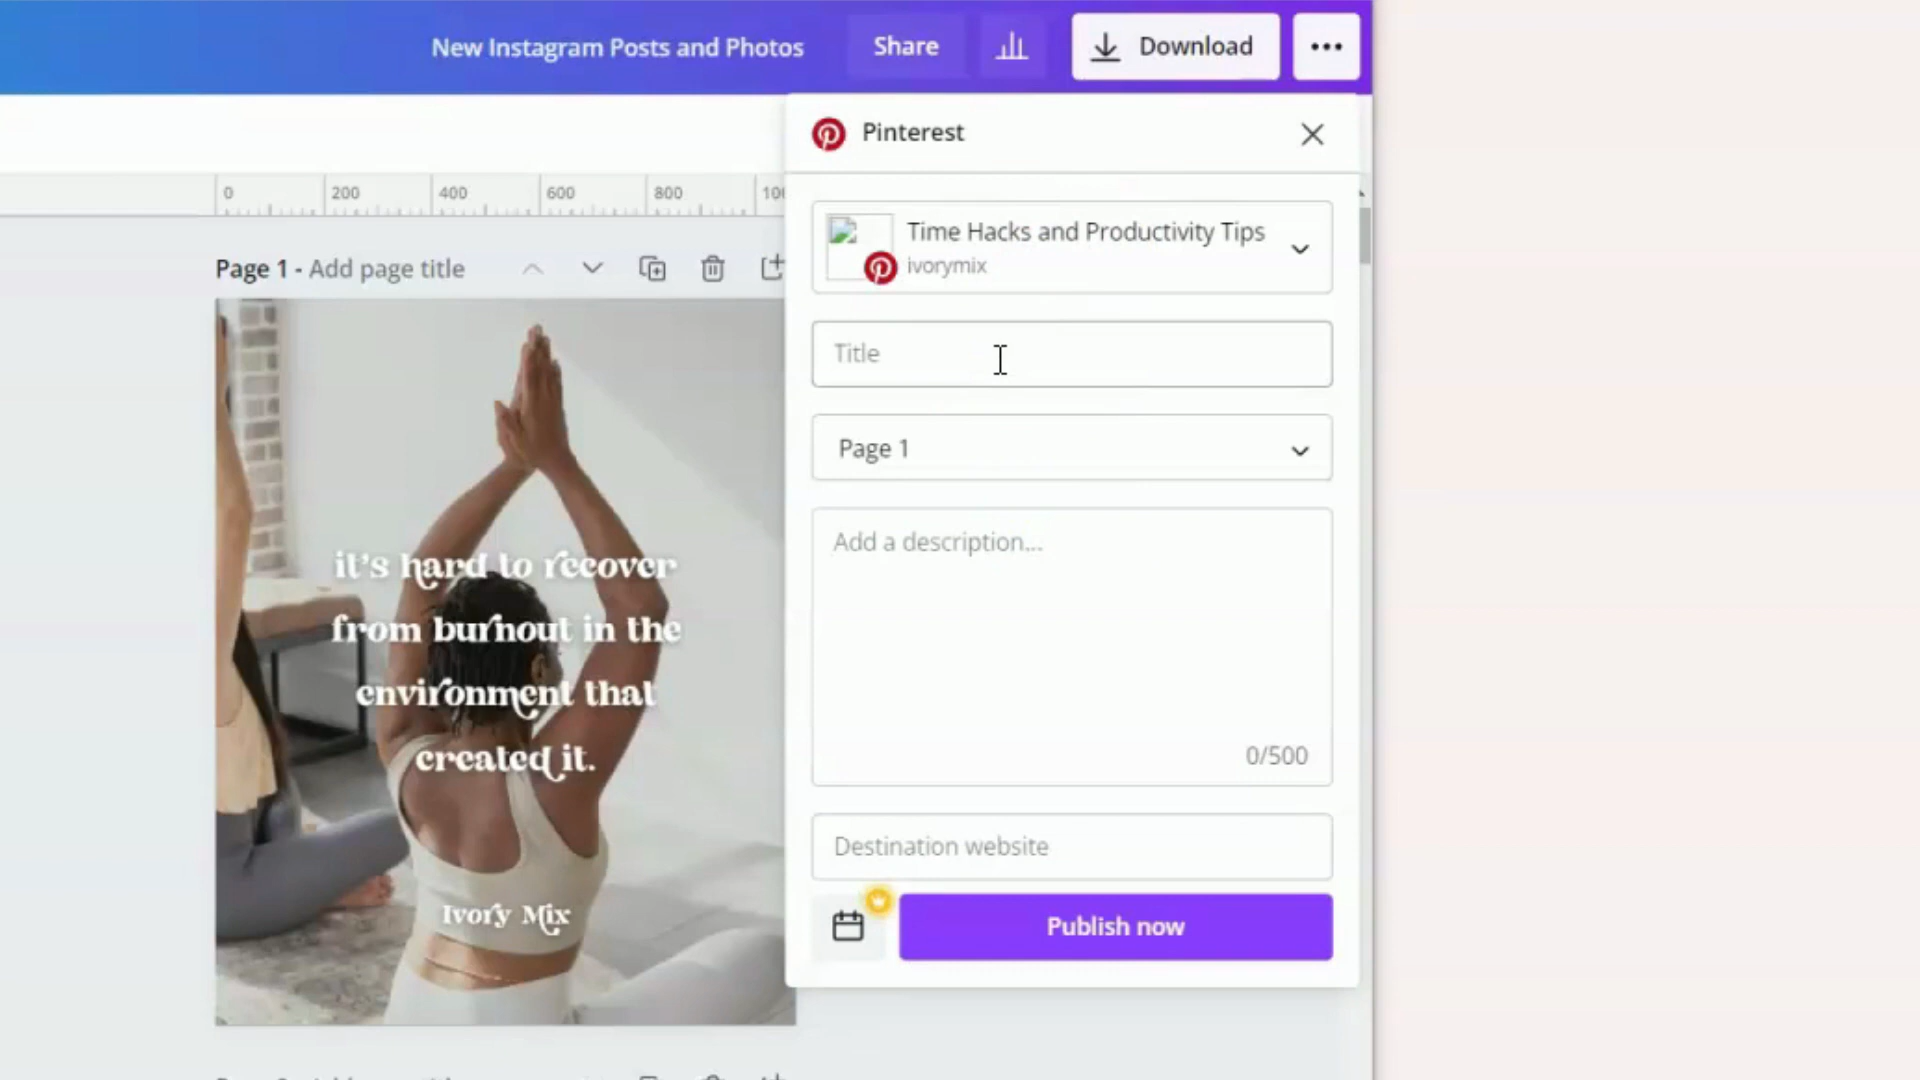 New Instagram Posts and Photos
Share
Download
Pinterest
0 200 400 600 800
Time Hacks and Productivity Tips
ivorymix
Page 1 - Add page title
Title
Page 1
Add a description...
it's hard to recover
from burnout in the
environment that
created it.
0/500
Destination website
Ivory Mix
Publish now